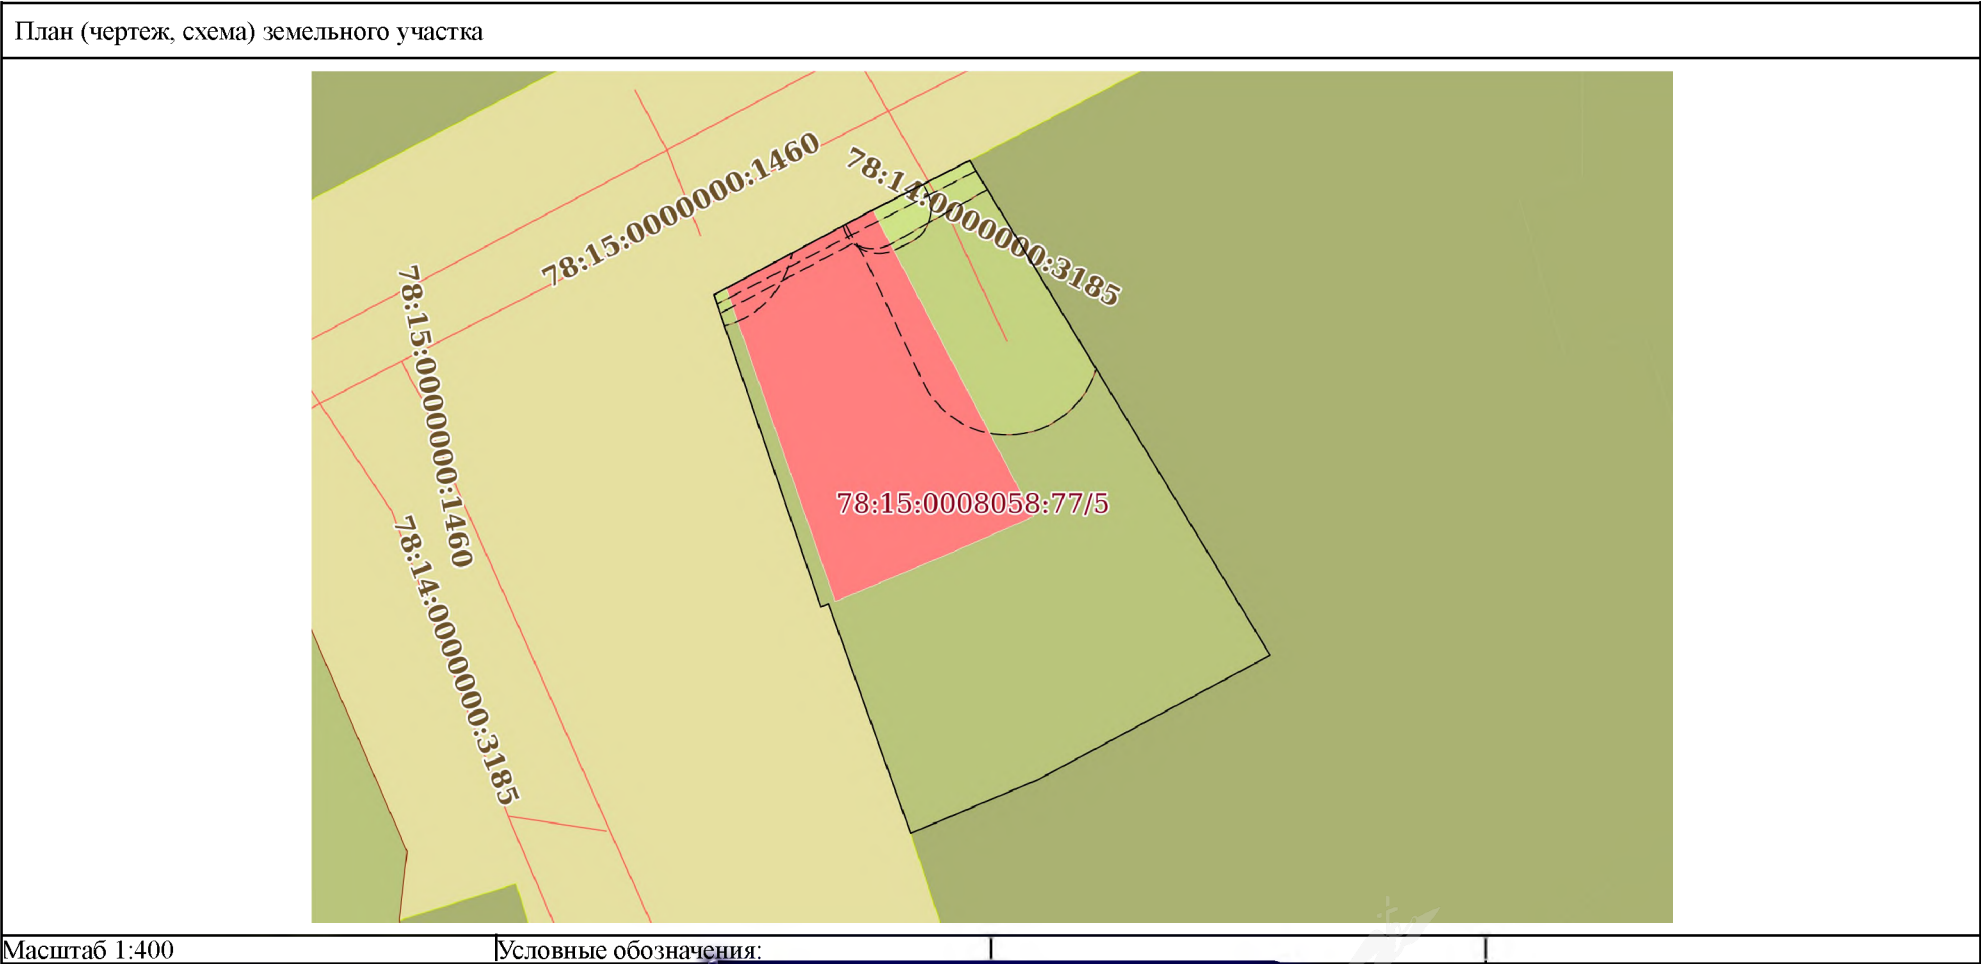 План (чертеж, схема) земельного участка
78:15:0000000:1460
78:14:0000000:3185
78:15:0000000:1460
78:15:0008058:77/5
78:14:0000000:3185
Масштаб 1:400
Условные обозначения: